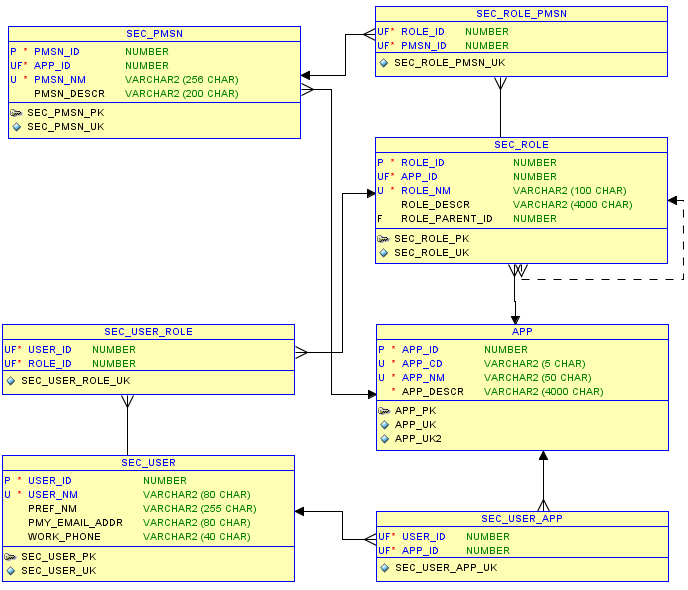 SEC_PMSN
P * PMSN_ID NUMBER
UF* APP_ID NUMBER
U * PMSN_NM VARCHAR2 (256 CHAR)
PMSN_DESCR VARCHAR2 (200 CHAR)
SEC_PMSN_PK
SEC_PMSN_UK
SEC_ROLE_PMSN
UF* ROLE_ID NUMBER
UF* PMSN_ID NUMBER
SEC_ROLE_PMSN_UK
SEC_ROLE
P * ROLE_ID NUMBER
UF* APP_ID NUMBER
U * ROLE_NM VARCHAR2 (100 CHAR)
ROLE_DESCR VARCHAR2 (4000 CHAR)
F ROLE_PARENT_ID NUMBER
SEC_ROLE_PK
SEC_ROLE_UK
SEC_USER_ROLE
UF* USER_ID NUMBER
UF* ROLE_ID NUMBER
SEC_USER_ROLE_UK
APP
P * APP_ID NUMBER
U * APP_CD VARCHAR2 (5 CHAR)
U * APP_NM VARCHAR2 (50 CHAR)
* APP_DESCR VARCHAR2 (4000 CHAR)
APP_PK
APP_UK
APP_UK2
SEC_USER
P * USER_ID NUMBER
U * USER_NM VARCHAR2 (80 CHAR)
PREF_NM VARCHAR2 (255 CHAR)
PMY_EMAIL_ADDR VARCHAR2 (80 CHAR)
WORK_PHONE VARCHAR2 (40 CHAR)
SEC_USER_PK
SEC_USER_UK
SEC_USER_APP
UF* USER_ID NUMBER
UF* APP_ID NUMBER
SEC_USER_APP_UK